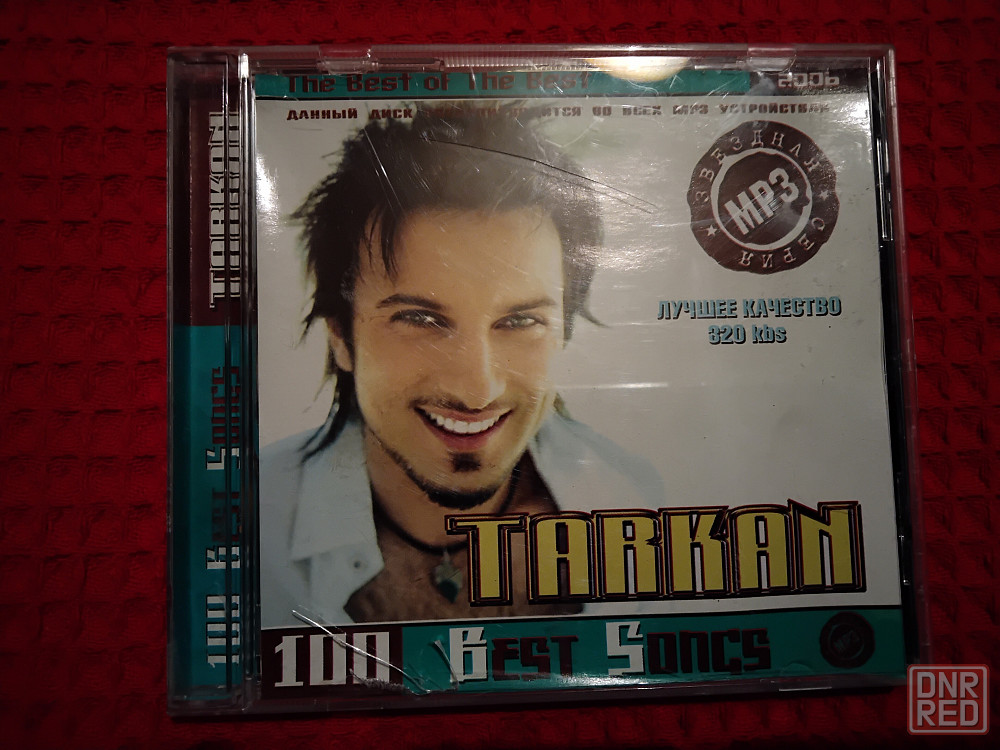 The Best of The Best
2006
ДАННЫЙ ДИСК ВО ВСЕХ MP3 УСТРОЙСТВАХ
ЗВЕЗДНАЯ
MP3
СЕРИЯ
ЛУЧШЕЕ КАЧЕСТВО
320 kbs
TARKAN
100 Best Songs
TARKAN
100 Best Songs
DNR
RED